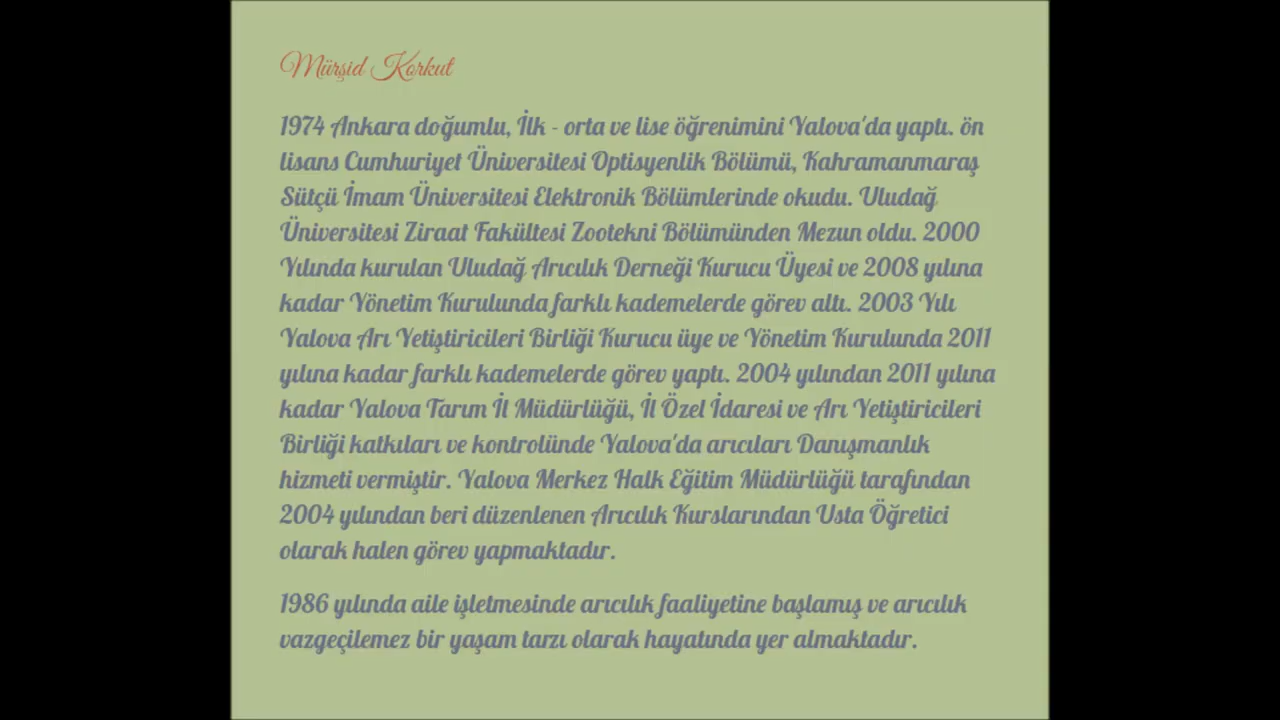 Mürşid Korkut
1974 Ankara doğumlu, İlk - orta ve lise öğrenimini Yalova'da yaptı. ön
lisans Cumhuriyet Üniversitesi Optisyenlik Bölümü, Kahramanmaraş
Sütçü İmam Üniversitesi Elektronik Bölümlerinde okudu. Uludağ
Üniversitesi Ziraat Fakültesi Zootekni Bölümünden Mezun oldu. 2000
Yılında kurulan Uludağ Arıcılık Derneği Kurucu Üyesi ve 2008 yılına
kadar Yönetim Kurulunda farklı kademelerde görev altı. 2003 Yılı
Yalova Arı Yetiştiricileri Birliği Kurucu üye ve Yönetim Kurulunda 2011
yılına kadar farklı kademelerde görev yaptı. 2004 yılından 2011 yılına
kadar Yalova Tarım İl Müdürlüğü, İl Özel İdaresi ve Arı Yetiştiricileri
Birliği katkıları ve kontrolünde Yalova'da arıcıları Danışmanlık
hizmeti vermiştir. Yalova Merkez Halk Eğitim Müdürlüğü tarafından
2004 yılından beri düzenlenen Arıcılık Kurslarından Usta Öğretici
olarak halen görev yapmaktadır.
1986 yılında aile işletmesinde arıcılık faaliyetine başlamış ve arıcılık
vazgeçilemez bir yaşam tarzı olarak hayatında yer almaktadır.